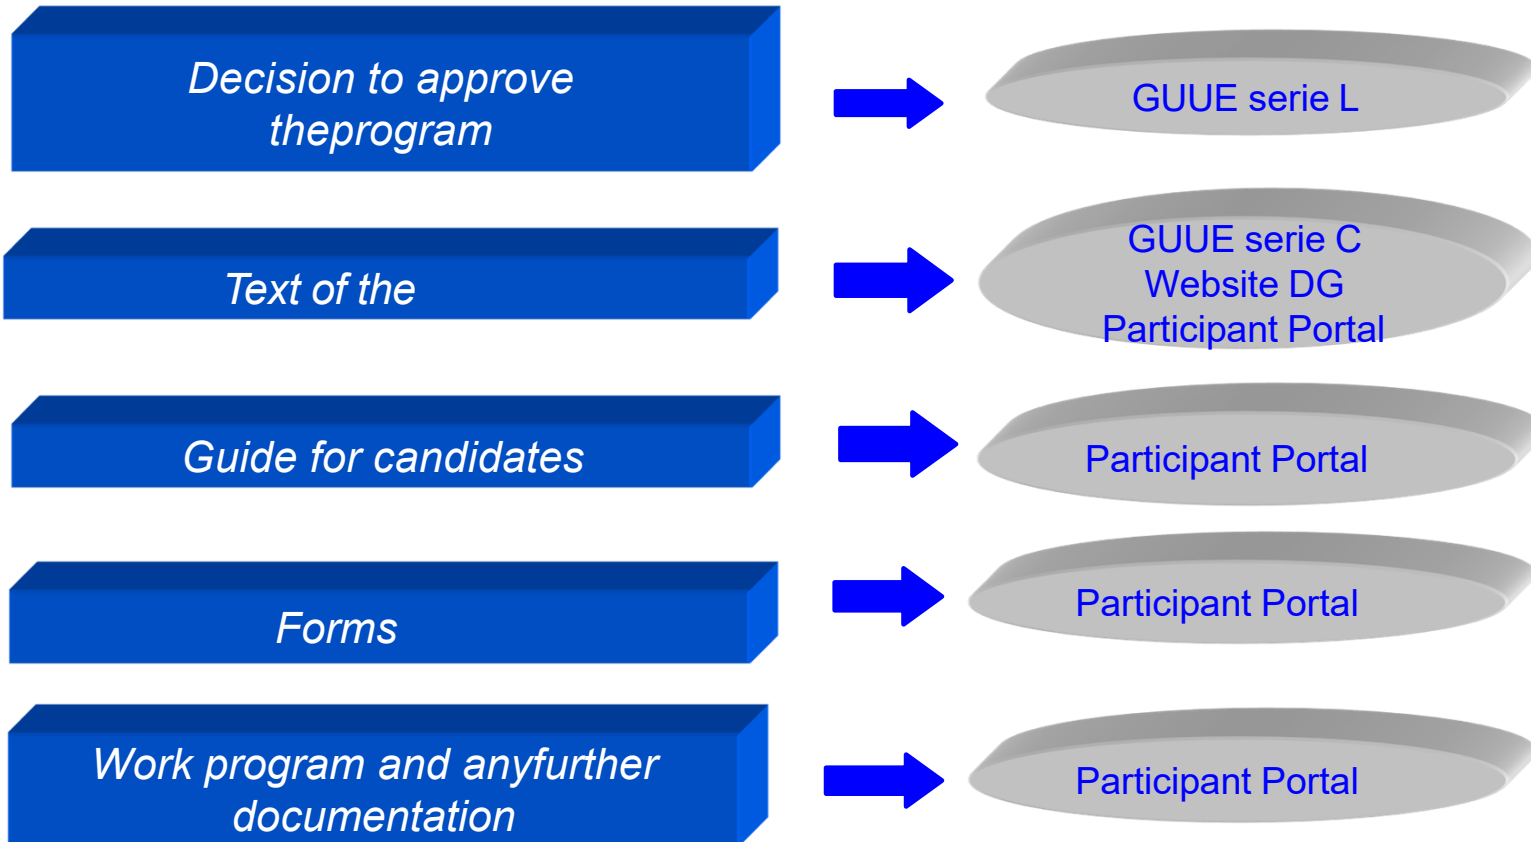 Decision to approve
theprogram
GUUE serie L
Text of the
GUUE serie C
Website DG
Participant Portal
Guide for candidates
Participant Portal
Forms
Participant Portal
Work program and anyfurther
documentation
Participant Portal